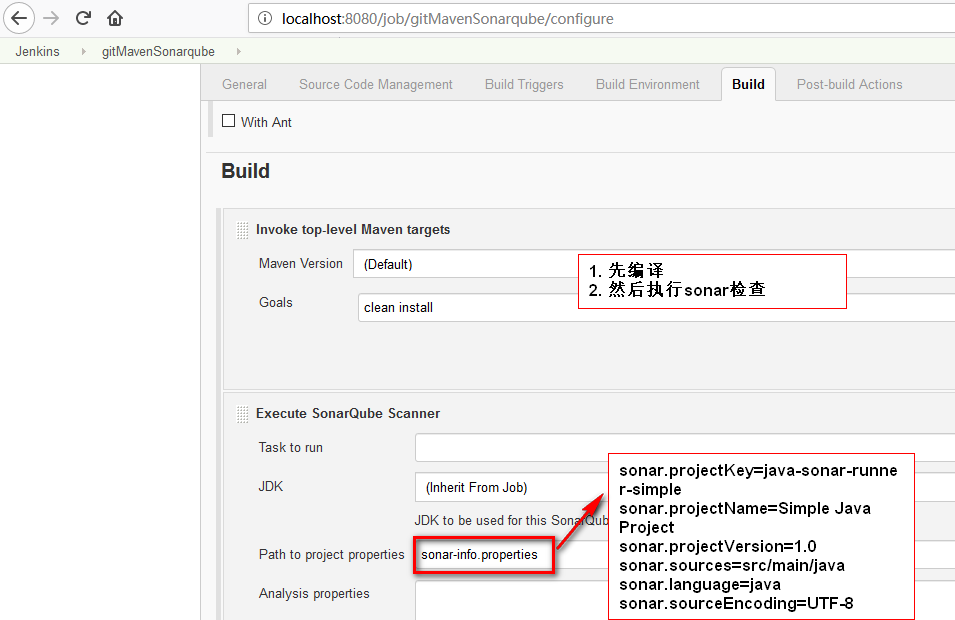 localhost:8080/job/gitMavenSonarqube/configure
Jenkins gitMavenSonarqube
General Source Code Management Build Triggers Build Environment Build Post-build Actions
With Ant
Build
Invoke top-level Maven targets
Maven Version (Default)
1. 先编译
2. 然后执行sonar检查
Goals clean install
Execute SonarQube Scanner
Task to run
JDK (Inherit From Job)
JDK to be used for this SonarQub
Path to project properties sonar-info.properties
Analysis properties
sonar.projectKey=java-sonar-runne
r-simple
sonar.projectName=Simple Java
Project
sonar.projectVersion=1.0
sonar.sources=src/main/java
sonar.language=java
sonar.sourceEncoding=UTF-8